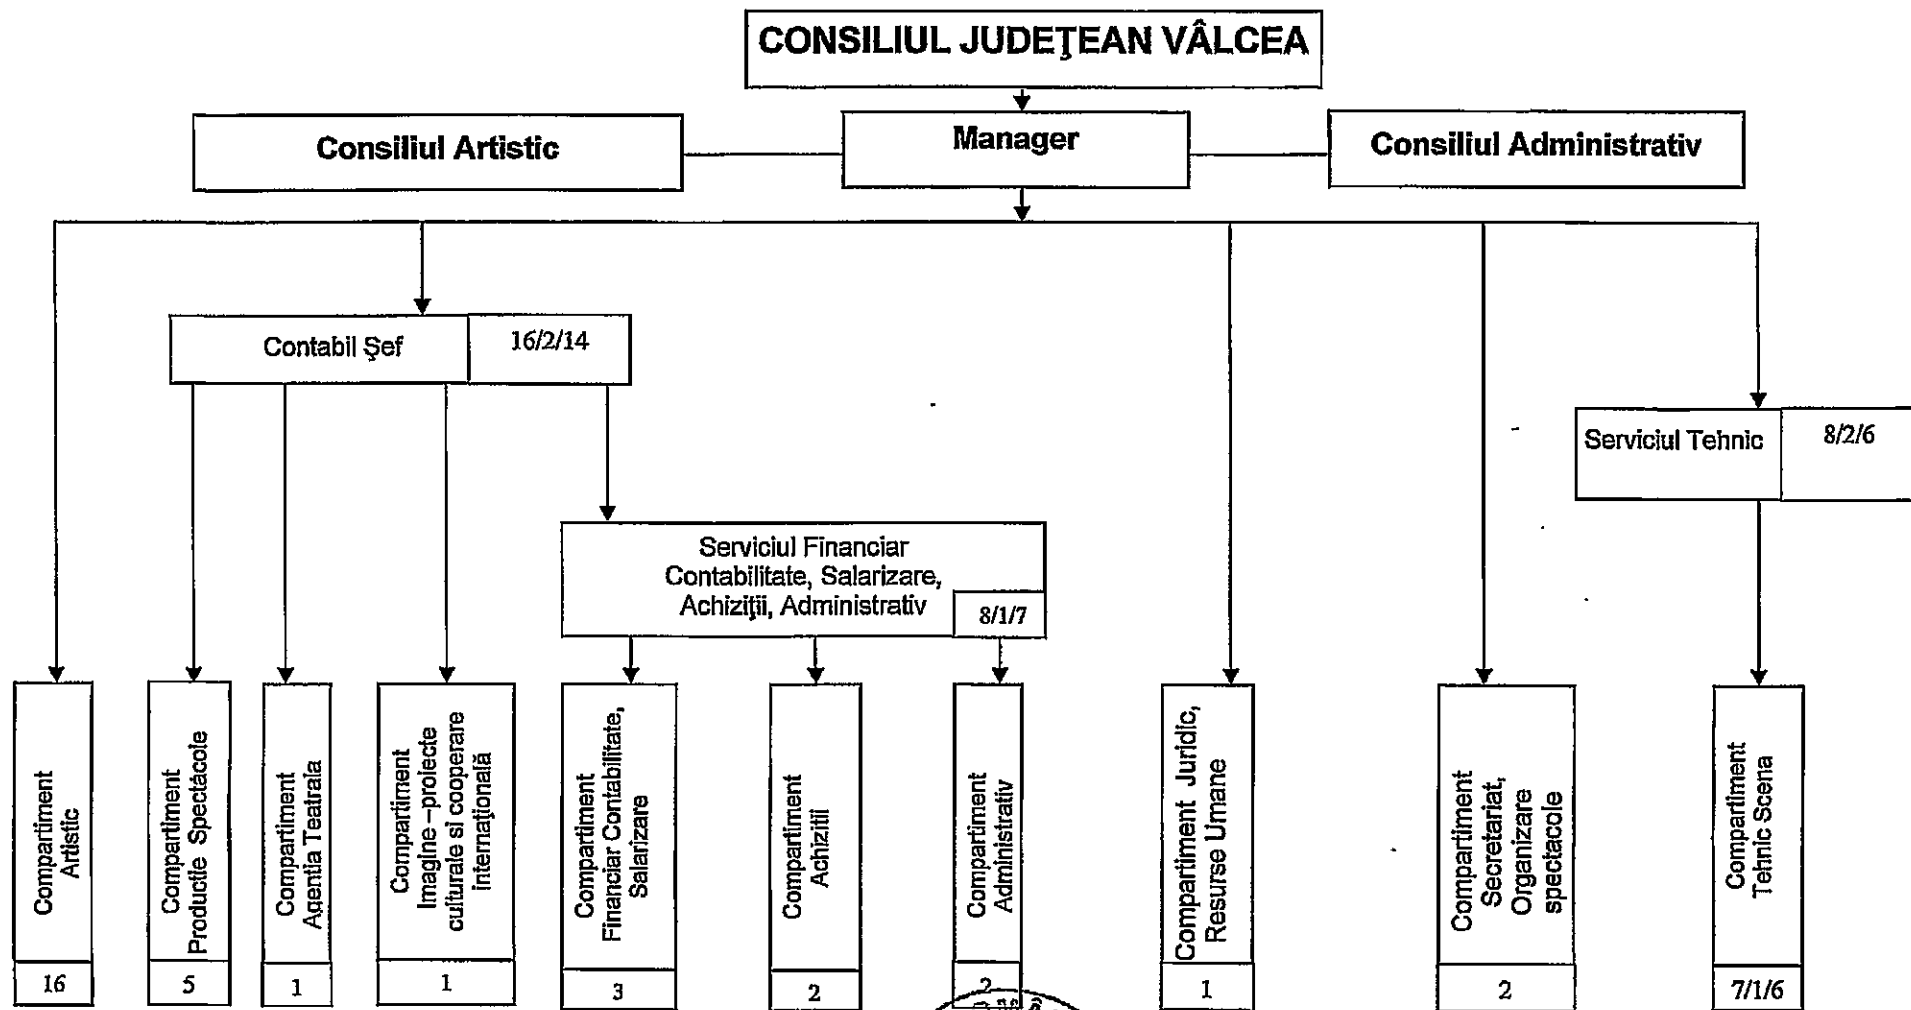 CONSILIUL JUDEŢEAN VÂLCEA
Consiliul Artistic
Manager
Consiliul Administrativ
Contabil Şef
16/2/14
Serviciul Tehnic
8/2/6
Serviciul Financiar
Contabilitate, Salarizare,
Achiziţii, Administrativ
8/1/7
Compartiment
Artistic
16
Compartiment
Productie Spectacole
5
Compartiment
Agentia Teatrala
1
Compartiment
Imagine –proiecte
culturale si cooperare
internaţională
1
Compartiment
Financiar Contabilitate,
Salarizare
3
Compartiment
Achizitii
2
Compartiment
Administrativ
2
Compartiment Juridic,
Resurse Umane
1
Compartiment
Secretariat,
Organizare
spectacole
2
Compartiment
Tehnic Scena
7/1/6